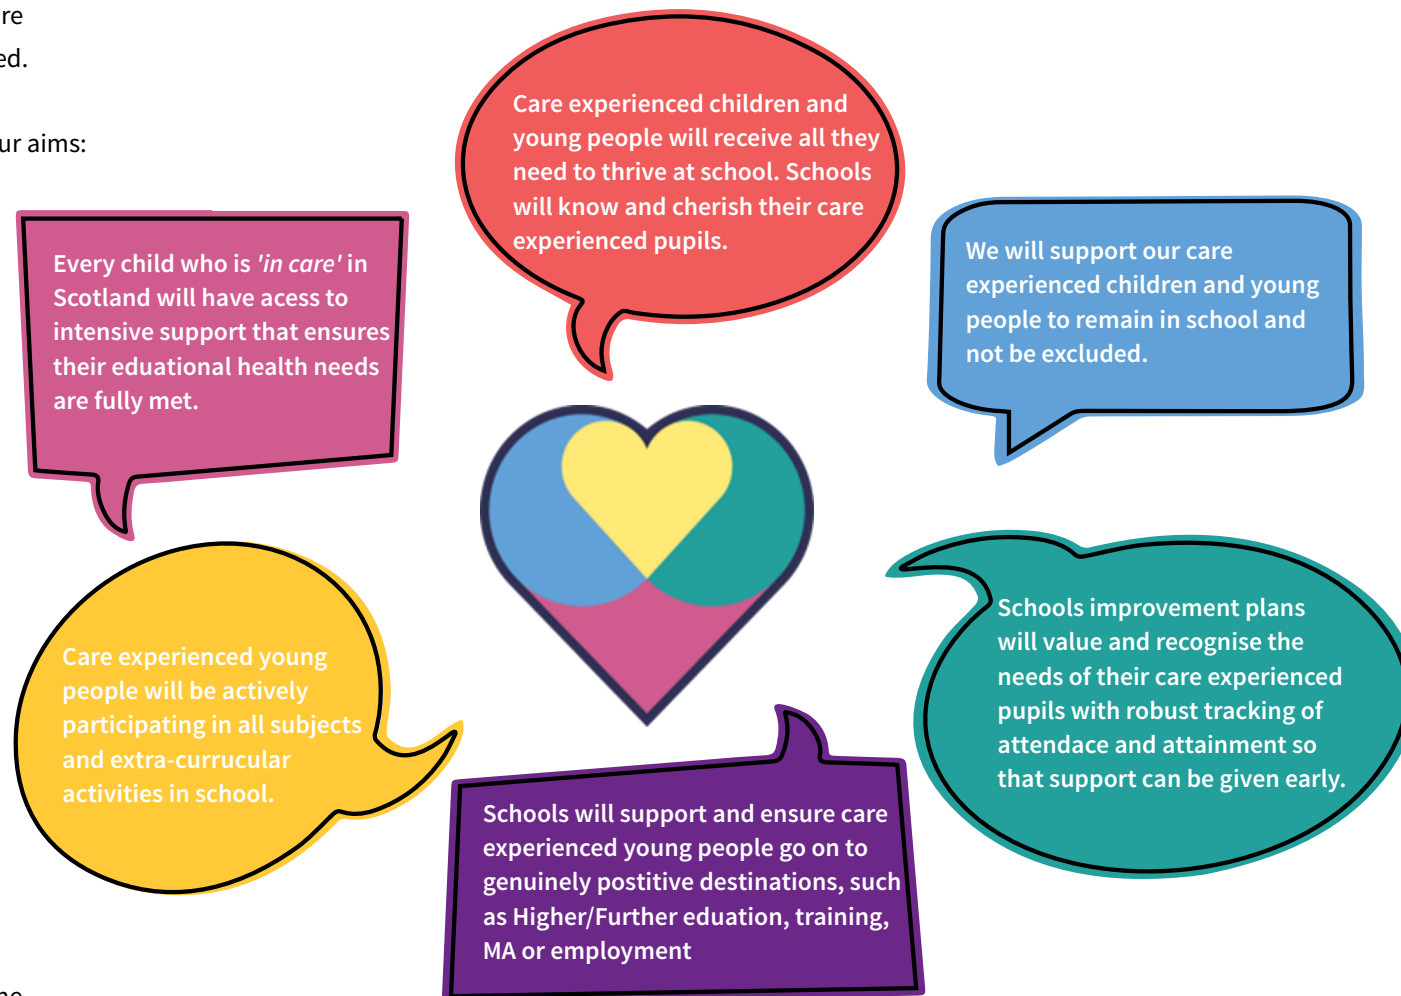 re
ed.
ur aims:
Care experienced children and
young people will receive all they
need to thrive at school. Schools
will know and cherish their care
experienced pupils.
Every child who is 'in care' in
Scotland will have acess to
intensive support that ensures
their eduational health needs
are fully met.
We will support our care
experienced children and young
people to remain in school and
not be excluded.
Care experienced young
people will be actively
participating in all subjects
and extra-currucular
activities in school.
Schools improvement plans
will value and recognise the
needs of their care experienced
pupils with robust tracking of
attendace and attainment so
that support can be given early.
Schools will support and ensure care
experienced young people go on to
genuinely postitive destinations, such
as Higher/Further eduation, training,
MA or employment